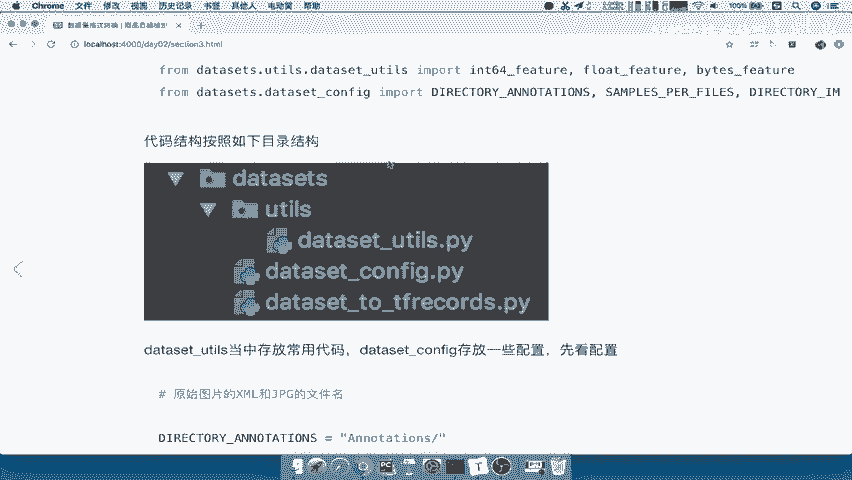 Chrome 文件 修改 视图 历史记录 书签 其他人 电动窗 帮助 100%
localhost:4000/day02/section3.html
from datasets.utils.dataset_utils import int64_feature, float_feature, bytes_feature
from datasets.dataset_config import DIRECTORY_ANNOTATIONS, SAMPLES_PER_FILES, DIRECTORY_IM
代码结构按照如下目录结构
datasets
utils
dataset_utils.py
dataset_config.py
dataset_to_tfrecords.py
dataset_utils当中存放常用代码，dataset_config存放一些配置，先看配置
# 原始图片的XML和JPG的文件名
DIRECTORY_ANNOTATIONS = "Annotations/"